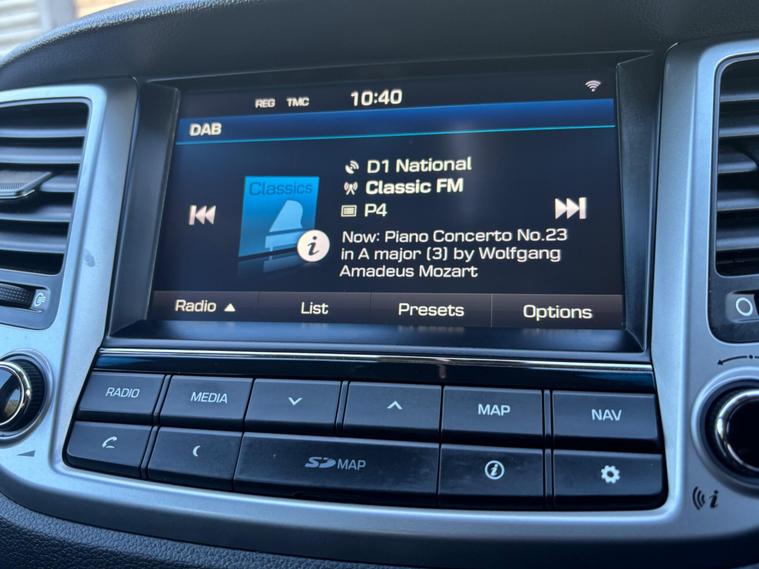 REG TMC 10:40
DAB
Classics
D1 National
Classic FM
P4
Now: Piano Concerto No.23
in A major (3) by Wolfgang
Amadeus Mozart
Radio List Presets Options
RADIO MEDIA MAP NAV
SD MAP
i